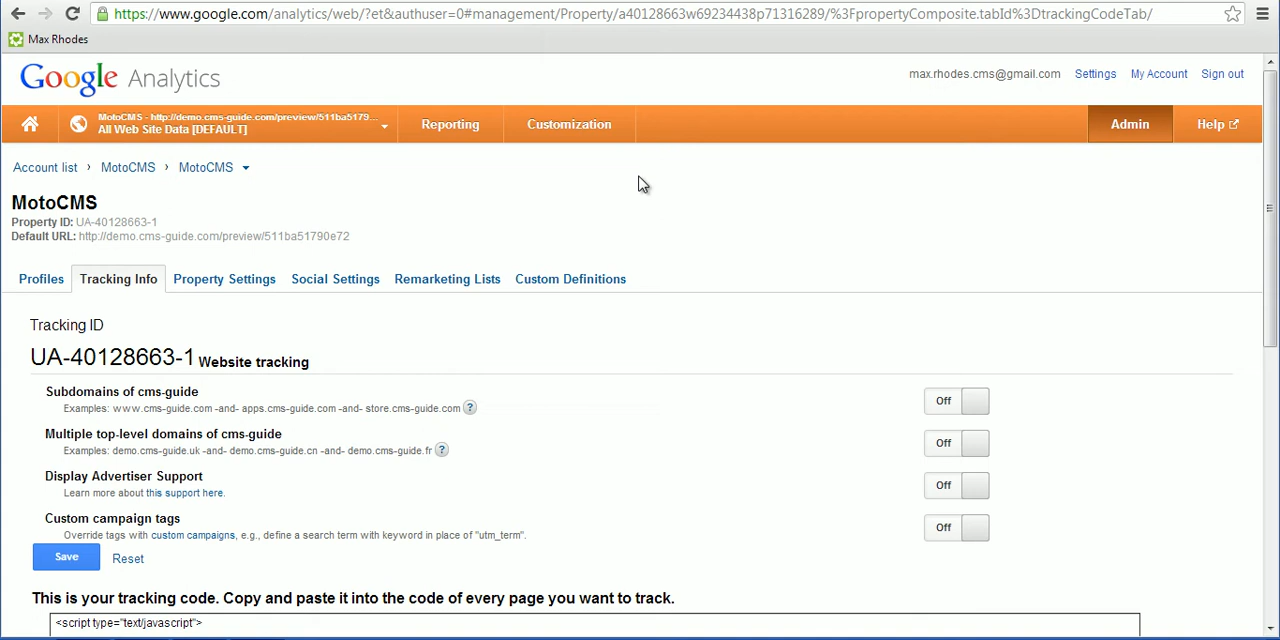 https://www.google.com/analytics/web/?et&authuser=0#management/Property/a40128663w69234438p71316289/%3FpropertyComposite.tabId%3DtrackingCodeTab/
Max Rhodes
Google Analytics
max.rhodes.cms@gmail.com Settings My Account Sign out
MotoCMS - http://demo.cms-guide.com/preview/511ba5179...
All Web Site Data [DEFAULT]
Reporting Customization Admin Help
Account list › MotoCMS › MotoCMS
MotoCMS
Property ID: UA-40128663-1
Default URL: http://demo.cms-guide.com/preview/511ba51790e72
Profiles Tracking Info Property Settings Social Settings Remarketing Lists Custom Definitions
Tracking ID
UA-40128663-1 Website tracking
Subdomains of cms-guide
Examples: www.cms-guide.com -and- apps.cms-guide.com -and- store.cms-guide.com ?
Off
Multiple top-level domains of cms-guide
Examples: demo.cms-guide.uk -and- demo.cms-guide.cn -and- demo.cms-guide.fr ?
Off
Display Advertiser Support
Learn more about this support here.
Off
Custom campaign tags
Override tags with custom campaigns, e.g., define a search term with keyword in place of "utm_term".
Off
Save Reset
This is your tracking code. Copy and paste it into the code of every page you want to track.
<script type="text/javascript">